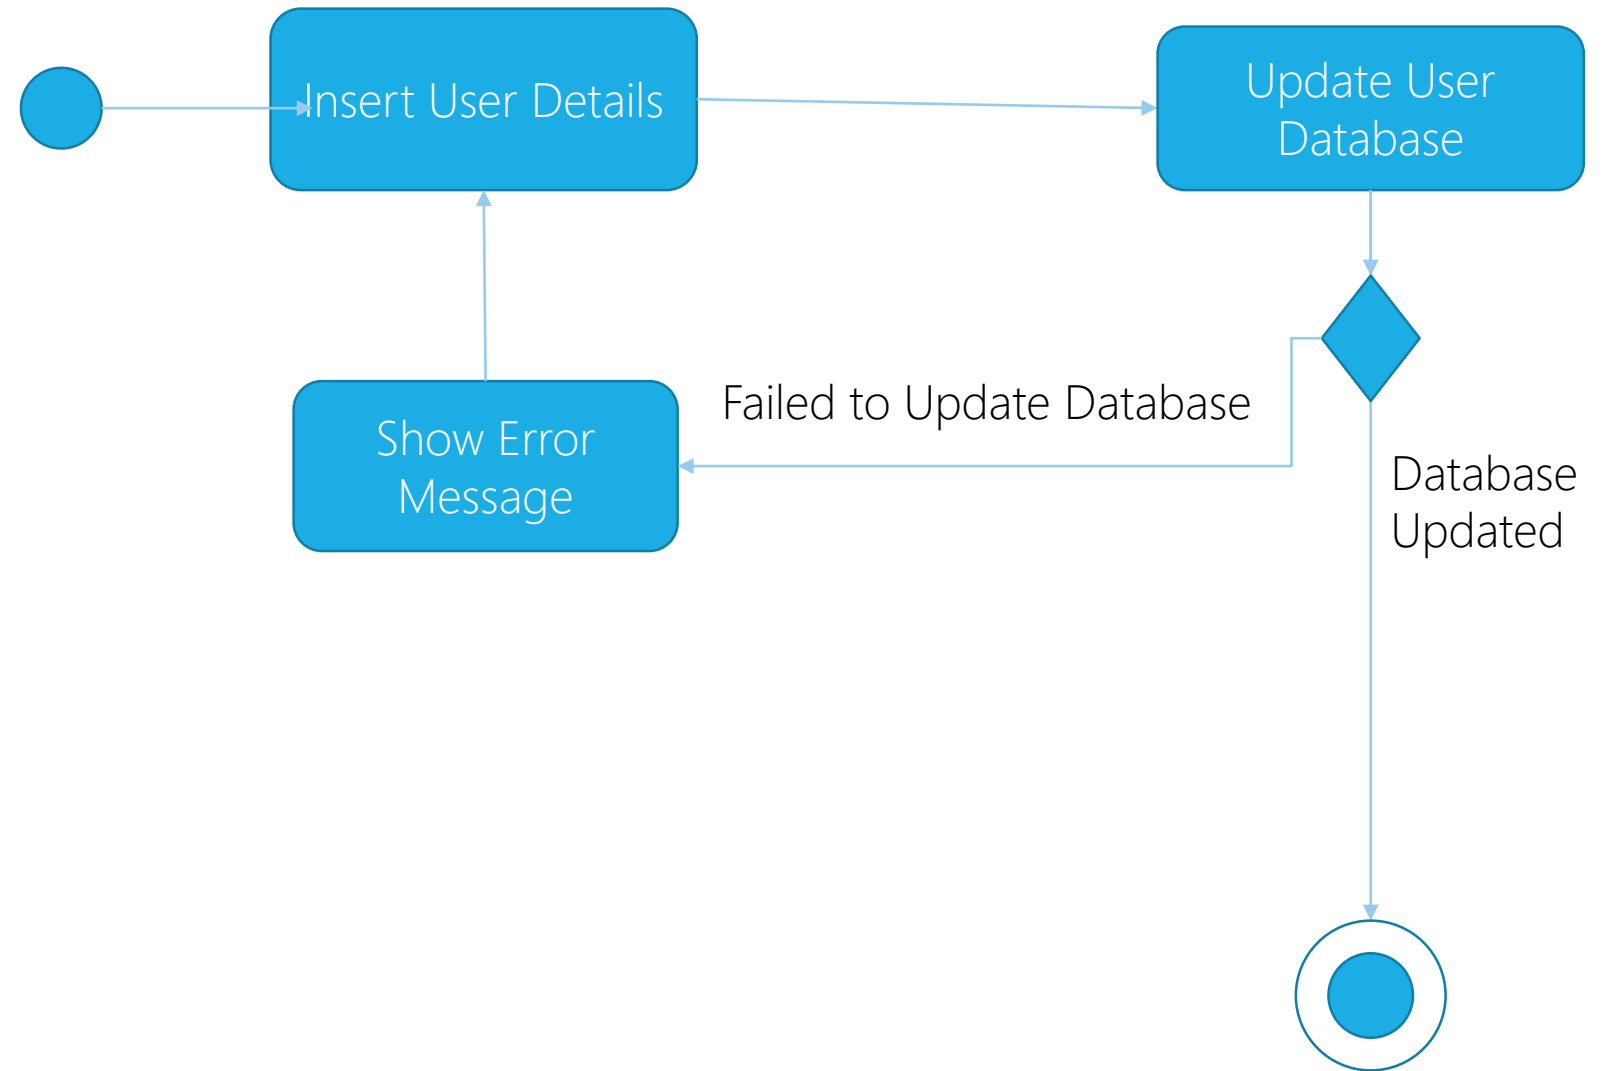 Insert User Details
Update User
Database
Failed to Update Database
Show Error
Message
Database
Updated